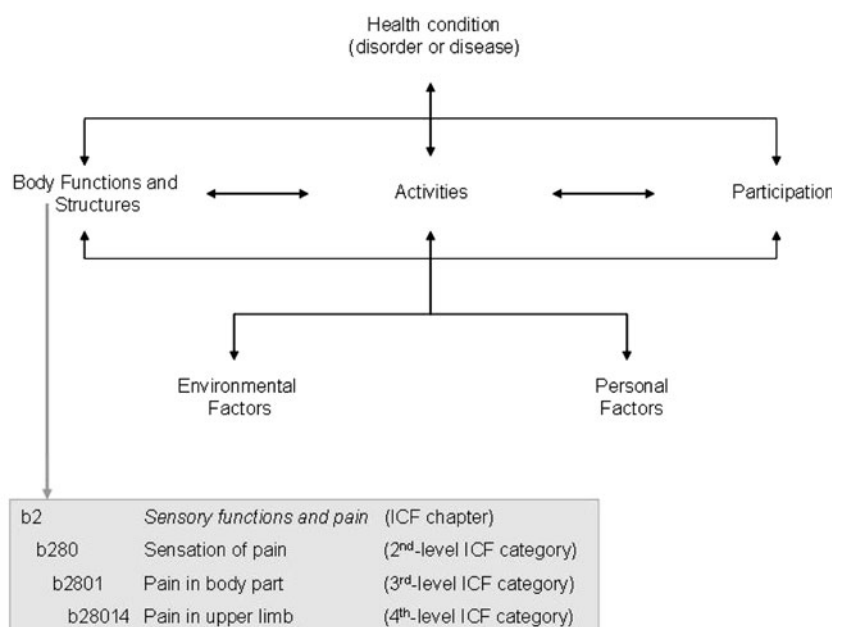 Health condition
(disorder or disease)
Body Functions and
Structures
Activities
Participation
Environmental
Factors
Personal
Factors
b2 Sensory functions and pain (ICF chapter)
b280 Sensation of pain (2nd-level ICF category)
b2801 Pain in body part (3rd-level ICF category)
b28014 Pain in upper limb (4th-level ICF category)